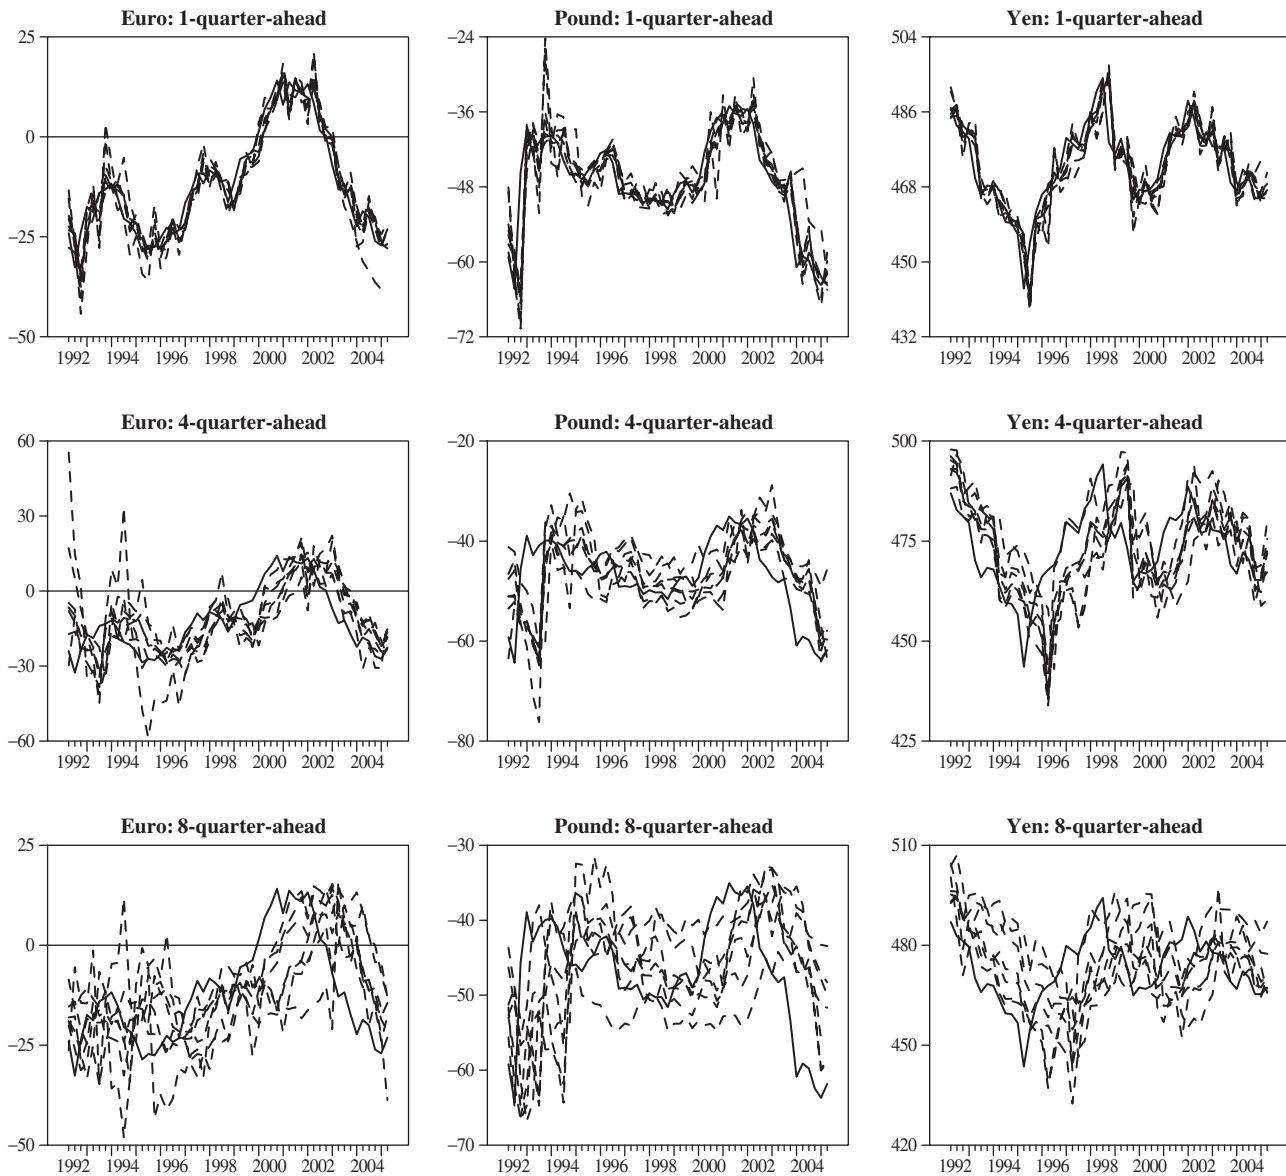 Euro: 1-quarter-ahead
Pound: 1-quarter-ahead
Yen: 1-quarter-ahead
25
0
−25
−50
1992 1994 1996 1998 2000 2002 2004
−24
−36
−48
−60
−72
1992 1994 1996 1998 2000 2002 2004
504
486
468
450
432
1992 1994 1996 1998 2000 2002 2004
Euro: 4-quarter-ahead
Pound: 4-quarter-ahead
Yen: 4-quarter-ahead
60
30
0
−30
−60
1992 1994 1996 1998 2000 2002 2004
−20
−40
−60
−80
1992 1994 1996 1998 2000 2002 2004
500
475
450
425
1992 1994 1996 1998 2000 2002 2004
Euro: 8-quarter-ahead
Pound: 8-quarter-ahead
Yen: 8-quarter-ahead
25
0
−25
−50
1992 1994 1996 1998 2000 2002 2004
−30
−40
−50
−60
−70
1992 1994 1996 1998 2000 2002 2004
510
480
450
420
1992 1994 1996 1998 2000 2002 2004